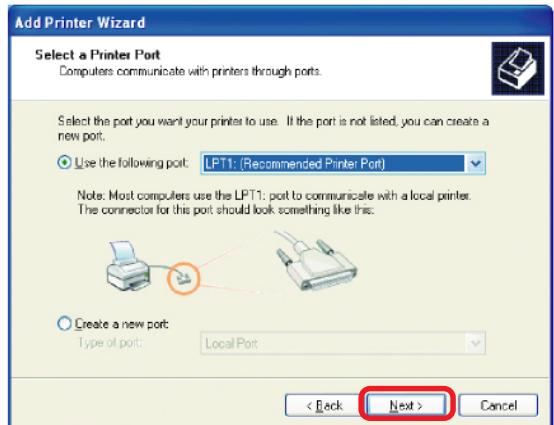 Add Printer Wizard
Select a Printer Port
Computers communicate with printers through ports.
Select the port you want your printer to use. If the port is not listed, you can create a
new port.
Use the following port: LPT1: (Recommended Printer Port)
Note: Most computers use the LPT1: port to communicate with a local printer.
The connector for this port should look something like this:
Create a new port:
Type of port: Local Port
< Back Next > Cancel